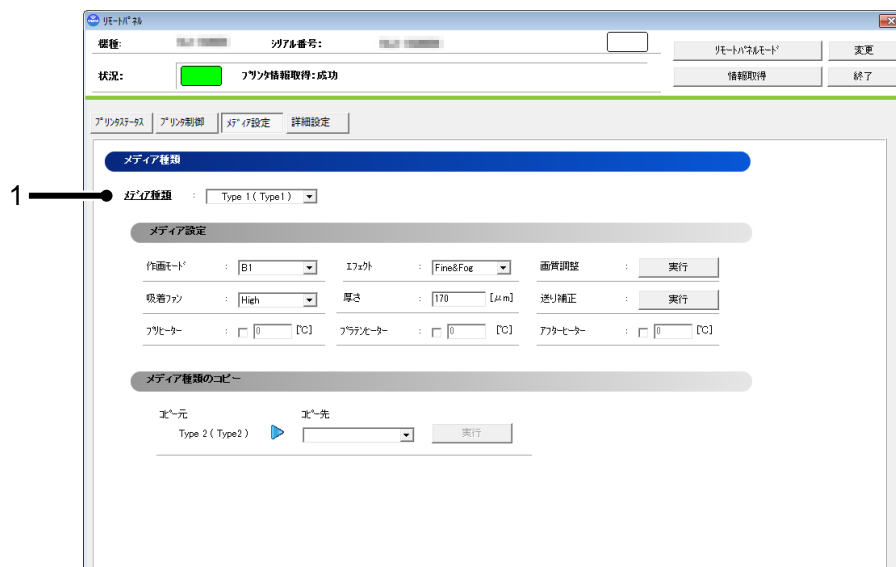 リモートパネル
機種:
シリアル番号:
リモートパネルモード
変更
状況:
プリンタ情報取得:成功
情報取得
終了
プリンタステータス
プリンタ制御
メディア設定
詳細設定
メディア種類
1
メディア種類 : Type 1 ( Type1 )
メディア設定
作画モード : B1
エフェクト : Fine&Fog
画質調整 : 実行
吸着ファン : High
厚さ : 170 [μm]
送り補正 : 実行
プリヒーター : 0 [℃]
プラテンヒーター : 0 [℃]
アフターヒーター : 0 [℃]
メディア種類のコピー
コピー元
コピー先
Type 2 ( Type2 )
実行